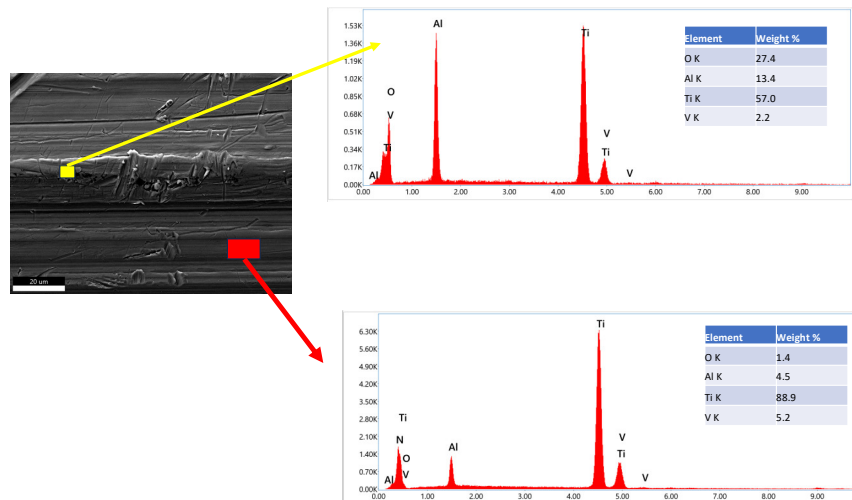 1.53K
1.36K
1.19K
1.02K
0.85K
0.68K
0.51K
0.34K
0.17K
0.00K
Al
Ti
O
V
Ti
Al
V
Ti
V
0.00 1.00 2.00 3.00 4.00 5.00 6.00 7.00 8.00 9.00
Element Weight %
O K 27.4
Al K 13.4
Ti K 57.0
V K 2.2
20 um
6.30K
5.60K
4.90K
4.20K
3.50K
2.80K
2.10K
1.40K
0.70K
0.00K
Ti
Ti
N
O
V
Al
Al
V
Ti
V
0.00 1.00 2.00 3.00 4.00 5.00 6.00 7.00 8.00 9.00
Element Weight %
O K 1.4
Al K 4.5
Ti K 88.9
V K 5.2